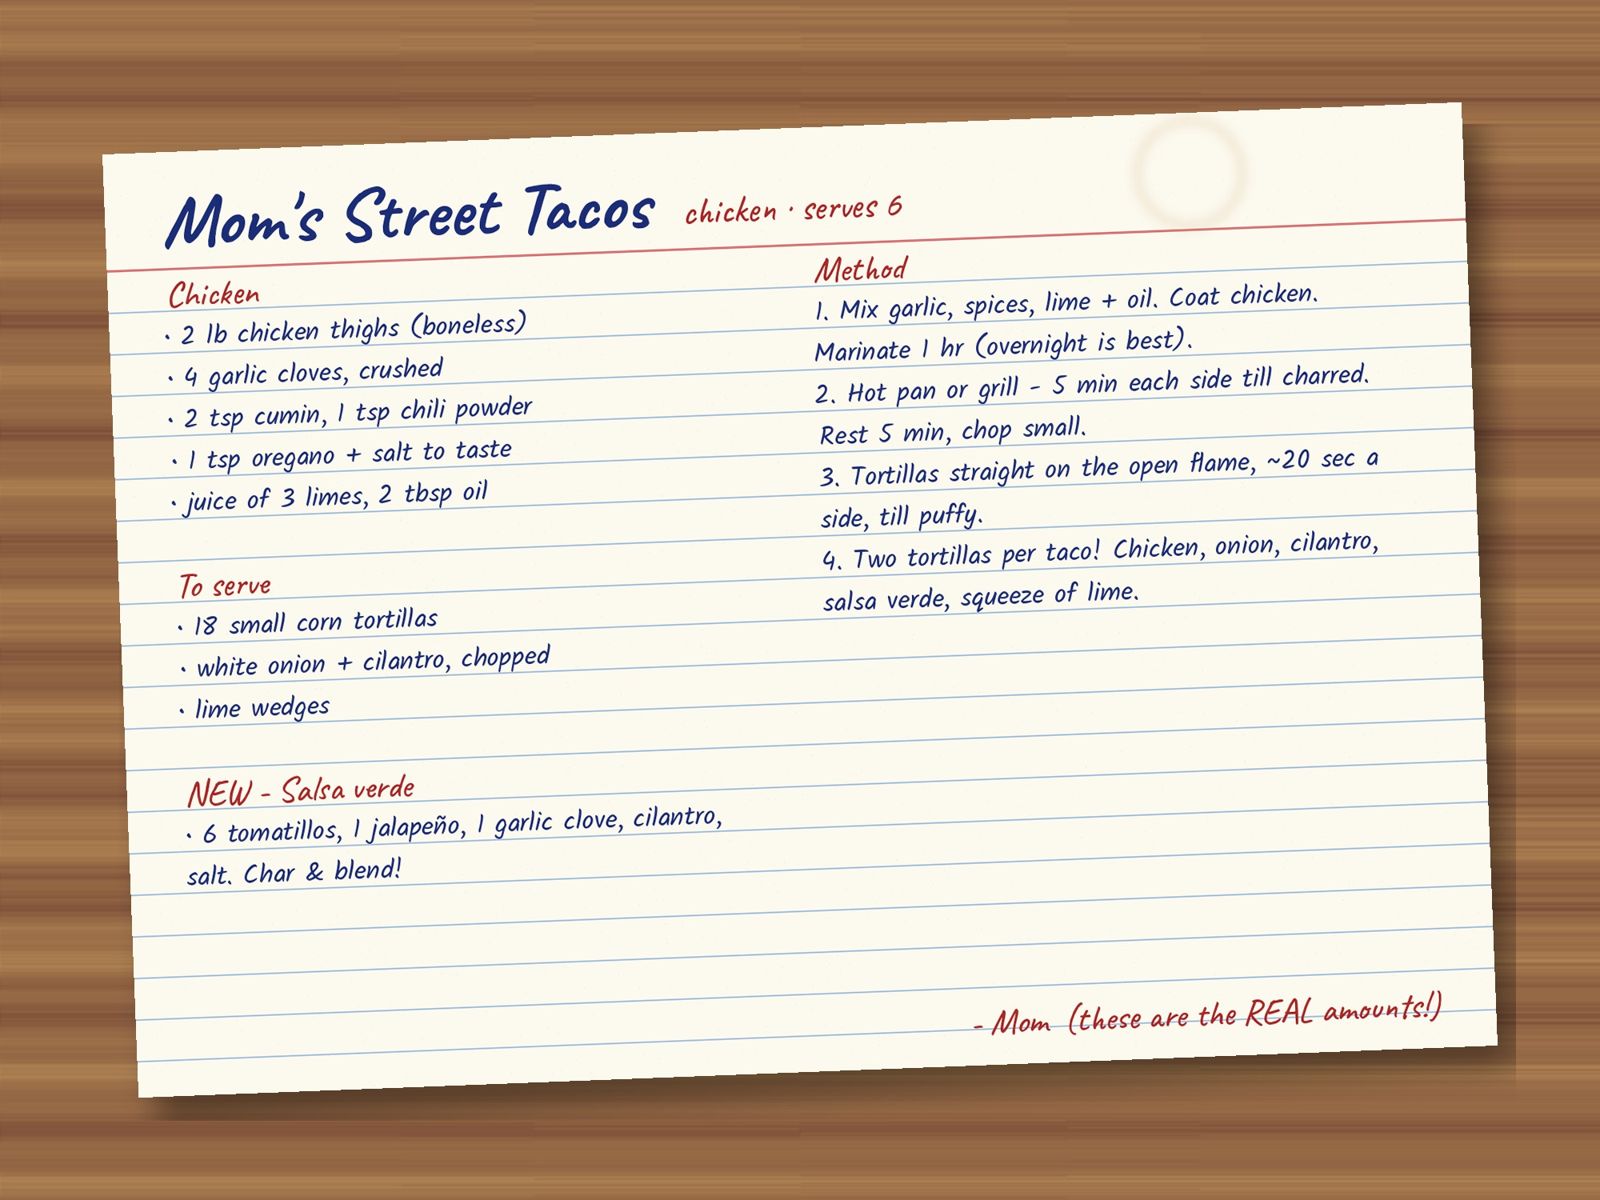 Mom's Street Tacos chicken · serves 6
Chicken
· 2 lb chicken thighs (boneless)
· 4 garlic cloves, crushed
· 2 tsp cumin, 1 tsp chili powder
· 1 tsp oregano + salt to taste
· juice of 3 limes, 2 tbsp oil
To serve
· 18 small corn tortillas
· white onion + cilantro, chopped
· lime wedges
NEW - Salsa verde
· 6 tomatillos, 1 jalapeño, 1 garlic clove, cilantro,
salt. Char & blend!
Method
1. Mix garlic, spices, lime + oil. Coat chicken.
Marinate 1 hr (overnight is best).
2. Hot pan or grill - 5 min each side till charred.
Rest 5 min, chop small.
3. Tortillas straight on the open flame, ~20 sec a
side, till puffy.
4. Two tortillas per taco! Chicken, onion, cilantro,
salsa verde, squeeze of lime.
- Mom (these are the REAL amounts!)